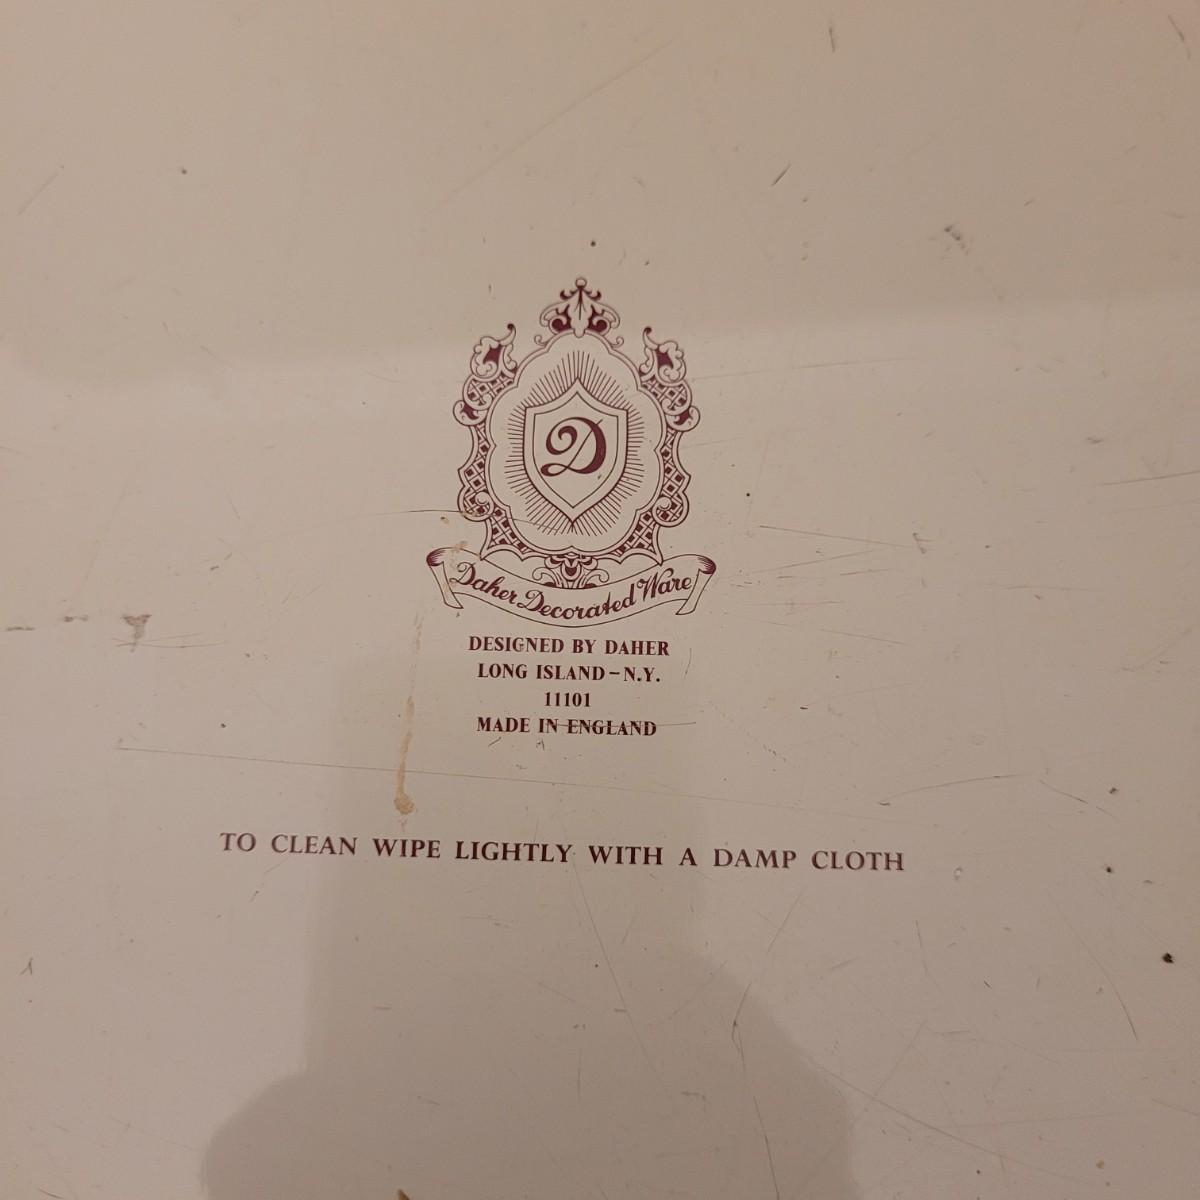 D
Daher Decorated Ware
DESIGNED BY DAHER
LONG ISLAND-N.Y.
11101
MADE IN ENGLAND
TO CLEAN WIPE LIGHTLY WITH A DAMP CLOTH